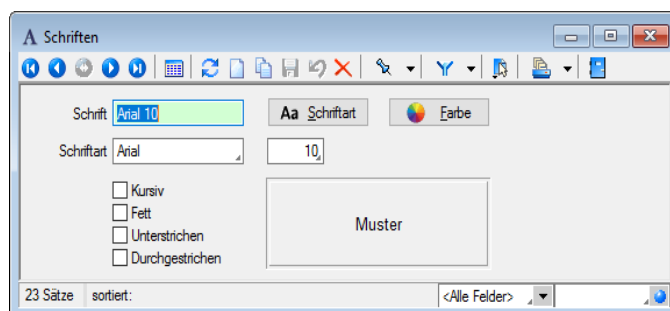 A Schriften
Schrift Arial 10 Aa Schriftart Farbe
Schriftart Arial 10
Kursiv
Fett
Unterstrichen
Durchgestrichen
Muster
23 Sätze sortiert: <Alle Felder>